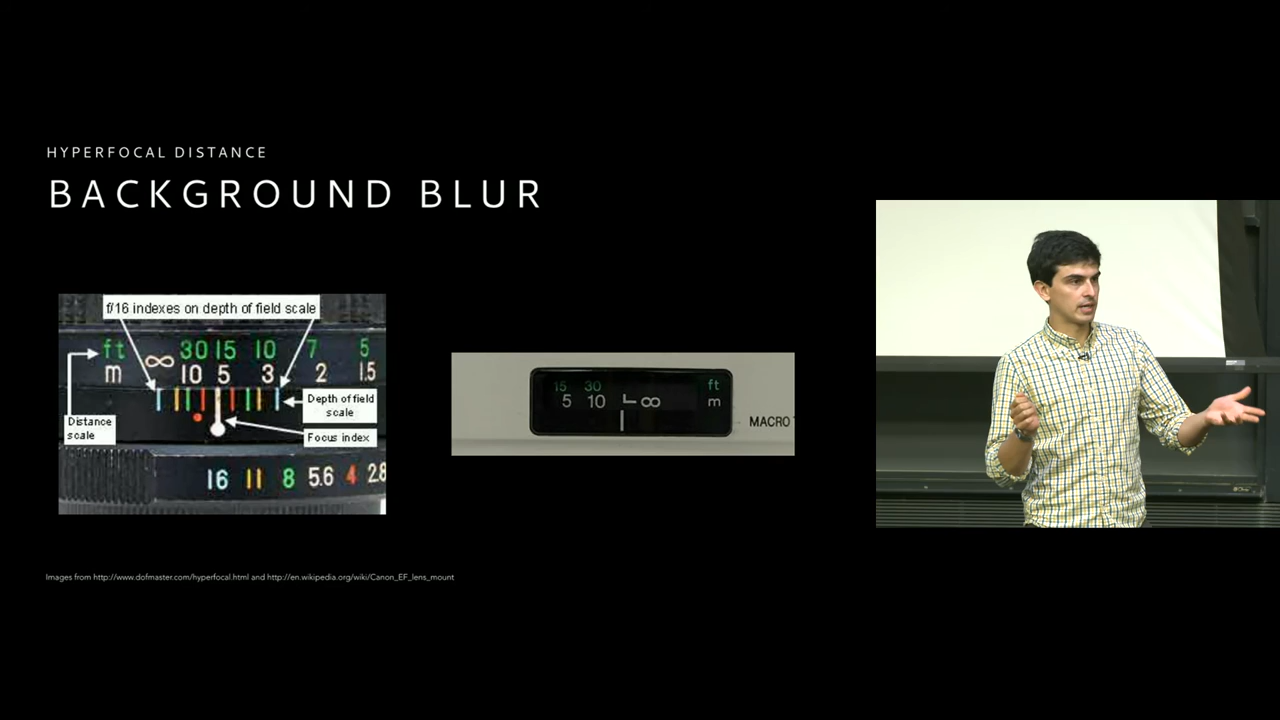 HYPERFOCAL DISTANCE
BACKGROUND BLUR
f/16 indexes on depth of field scale
ft ∞ 30 15 10 7 5
m 10 5 3 2 1.5
Depth of field
scale
Distance
scale
Focus index
16 11 8 5.6 4 2.8
15 30 ft
5 10 ∞ m
MACRO
Images from http://www.dofmaster.com/hyperfocal.html and http://en.wikipedia.org/wiki/Canon_EF_lens_mount